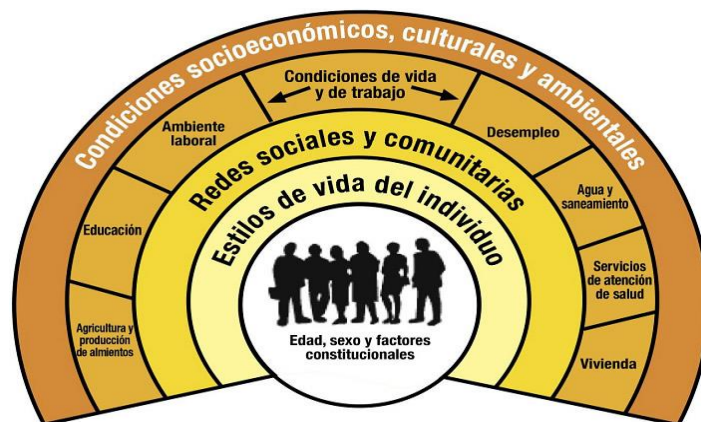 Condiciones socioeconómicos, culturales y ambientales
Condiciones de vida
y de trabajo
Ambiente
laboral
Desempleo
Redes sociales y comunitarias
Educación
Agua y
saneamiento
Estilos de vida del individuo
Servicios
de atención
de salud
Agricultura y
producción
de almientos
Vivienda
Edad, sexo y factores
constitucionales